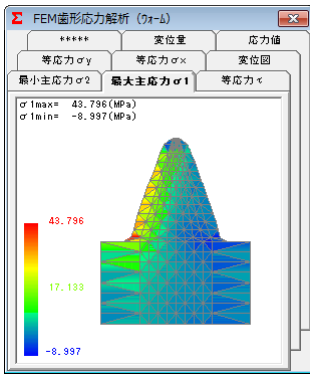 Σ FEM歯形応力解析 (ウォーム)
*****
変位量
応力値
等応力σy
等応力σx
変位図
最小主応力σ2
最大主応力σ1
等応力τ
σ1max= 43.796(MPa)
σ1min= -8.997(MPa)
43.796
17.133
-8.997